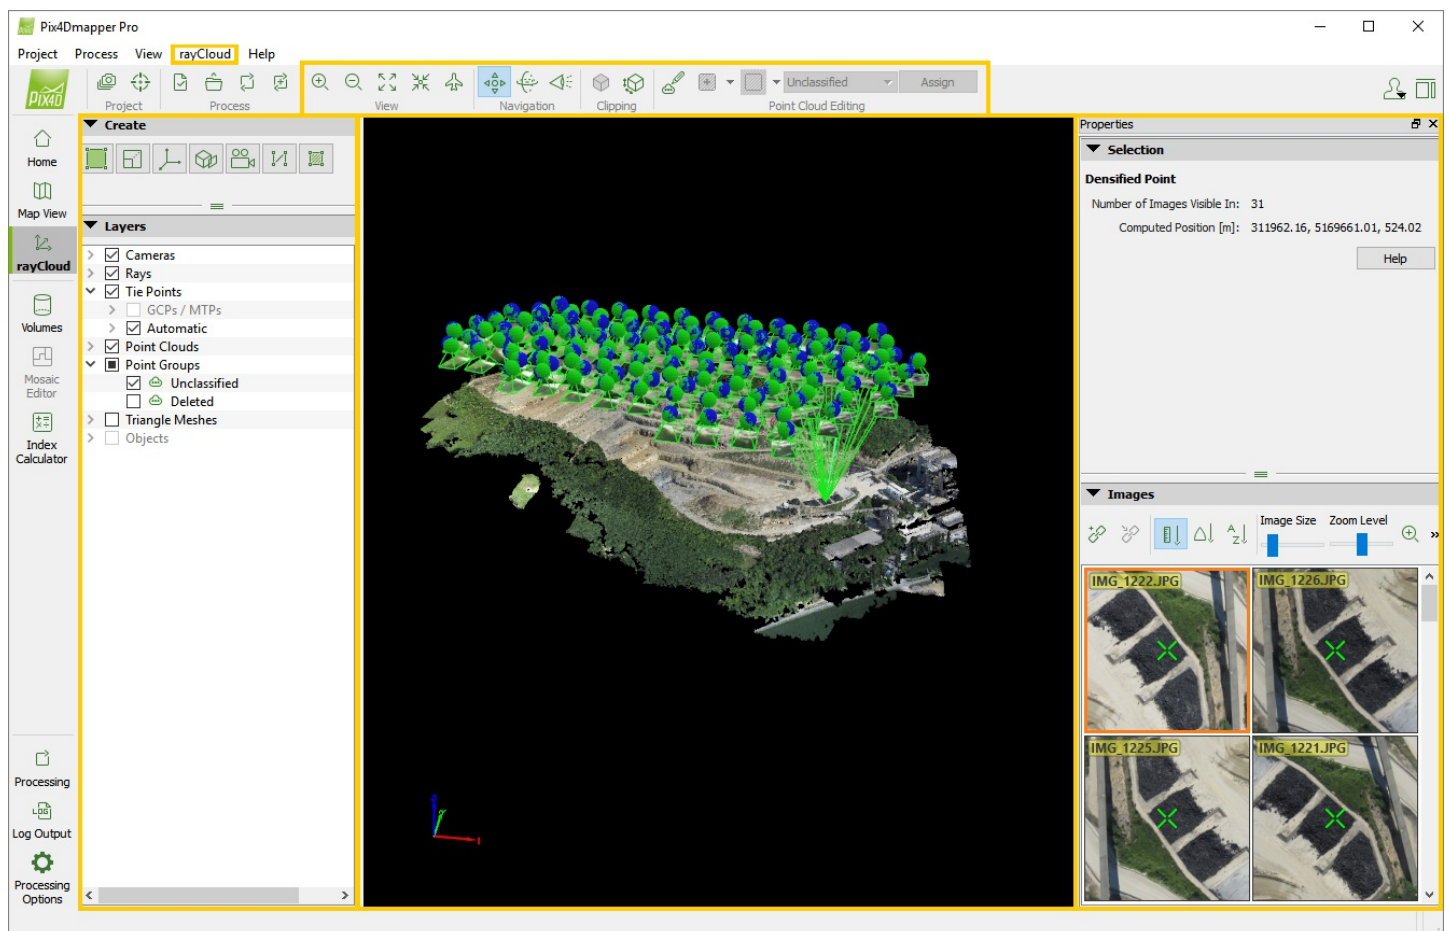 Pix4Dmapper Pro
Project Process View rayCloud Help
PIX4D
Project Process View Navigation Clipping Point Cloud Editing
Unclassified Assign
Home
Map View
rayCloud
Volumes
Mosaic
Editor
Index
Calculator
Processing
LOG
Log Output
Processing
Options
Create
Layers
Cameras
Rays
Tie Points
GCPs / MTPs
Automatic
Point Clouds
Point Groups
Unclassified
Deleted
Triangle Meshes
Objects
Properties
Selection
Densified Point
Number of Images Visible In: 31
Computed Position [m]: 311962.16, 5169661.01, 524.02
Help
Images
A
Z
Image Size Zoom Level
»
IMG_1222.JPG IMG_1226.JPG
IMG_1225.JPG IMG_1221.JPG